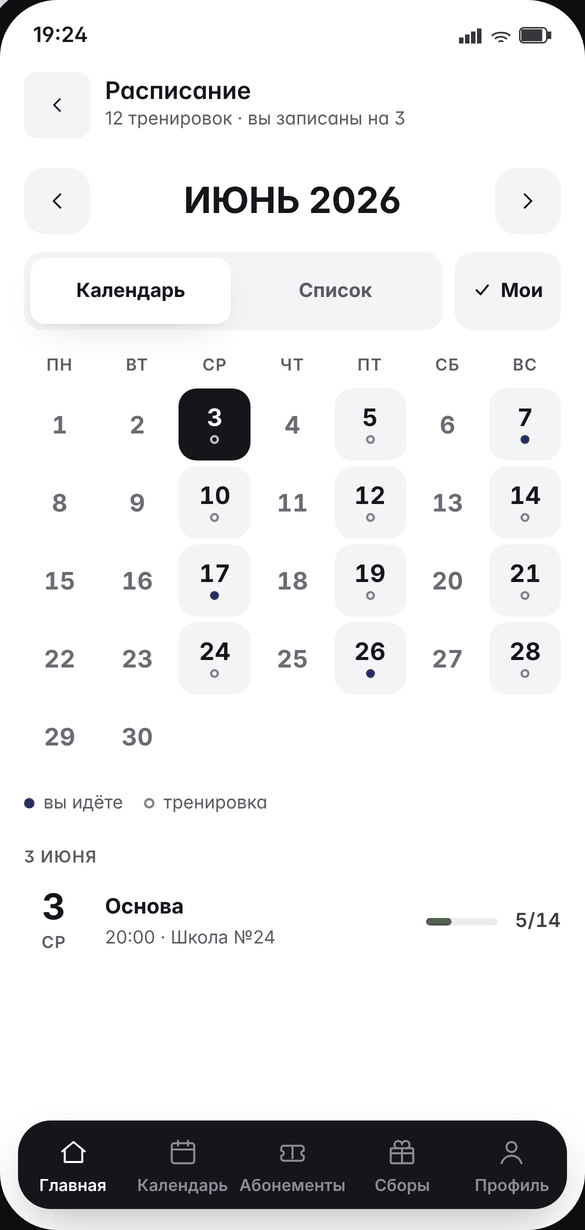 19:24
Расписание
12 тренировок · вы записаны на 3
ИЮНЬ 2026
Календарь Список Мои
ПН ВТ СР ЧТ ПТ СБ ВС
1 2 3 4 5 6 7
8 9 10 11 12 13 14
15 16 17 18 19 20 21
22 23 24 25 26 27 28
29 30
вы идёте тренировка
3 ИЮНЯ
3 Основа 5/14
СР 20:00 · Школа №24
Главная Календарь Абонементы Сборы Профиль